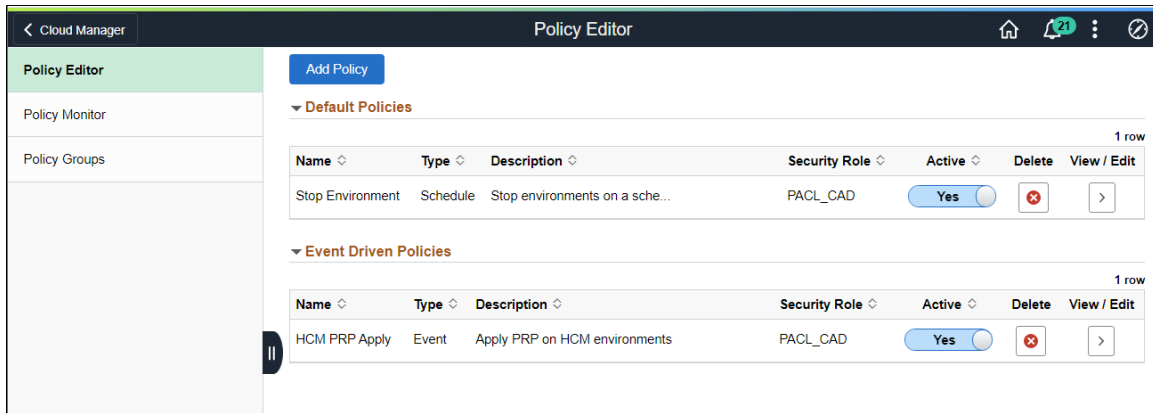 Cloud Manager
Policy Editor
21
Policy Editor
Policy Monitor
Policy Groups
Add Policy
Default Policies
1 row
Name Type Description Security Role Active Delete View / Edit
Stop Environment Schedule Stop environments on a sche... PACL_CAD Yes
Event Driven Policies
1 row
Name Type Description Security Role Active Delete View / Edit
HCM PRP Apply Event Apply PRP on HCM environments PACL_CAD Yes